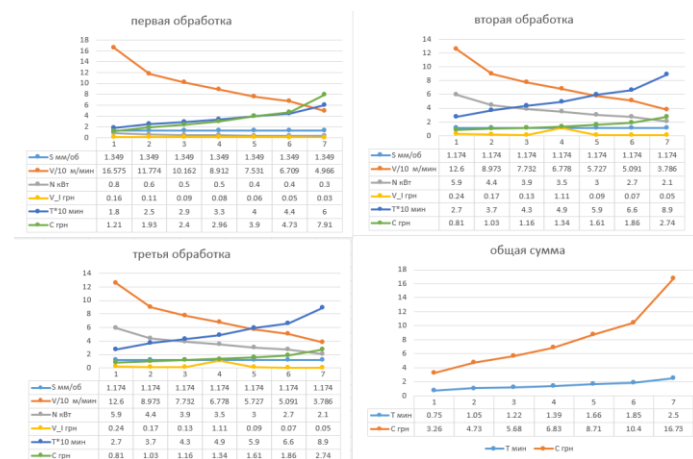 первая обработка
18
16
14
12
10
8
6
4
2
0
1 2 3 4 5 6 7
S мм/об 1.349 1.349 1.349 1.349 1.349 1.349 1.349
V/10 м/мин 16.575 11.774 10.162 8.912 7.531 6.709 4.966
N кВт 0.8 0.6 0.5 0.5 0.4 0.4 0.3
V_I грн 0.16 0.11 0.09 0.08 0.06 0.05 0.03
T*10 мин 1.8 2.5 2.9 3.3 4 4.4 6
C грн 1.21 1.93 2.4 2.96 3.9 4.73 7.91
вторая обработка
14
12
10
8
6
4
2
0
1 2 3 4 5 6 7
S мм/об 1.174 1.174 1.174 1.174 1.174 1.174 1.174
V/10 м/мин 12.6 8.973 7.732 6.778 5.727 5.091 3.786
N кВт 5.9 4.4 3.9 3.5 3 2.7 2.1
V_I грн 0.24 0.17 0.13 1.11 0.09 0.07 0.05
T*10 мин 2.7 3.7 4.3 4.9 5.9 6.6 8.9
C грн 0.81 1.03 1.16 1.34 1.61 1.86 2.74
третья обработка
14
12
10
8
6
4
2
0
1 2 3 4 5 6 7
S мм/об 1.174 1.174 1.174 1.174 1.174 1.174 1.174
V/10 м/мин 12.6 8.973 7.732 6.778 5.727 5.091 3.786
N кВт 5.9 4.4 3.9 3.5 3 2.7 2.1
V_I грн 0.24 0.17 0.13 1.11 0.09 0.07 0.05
T*10 мин 2.7 3.7 4.3 4.9 5.9 6.6 8.9
C грн 0.81 1.03 1.16 1.34 1.61 1.86 2.74
общая сумма
18
16
14
12
10
8
6
4
2
0
1 2 3 4 5 6 7
T мин 0.75 1.05 1.22 1.39 1.66 1.85 2.5
C грн 3.26 4.73 5.68 6.83 8.71 10.4 16.73
T мин C грн